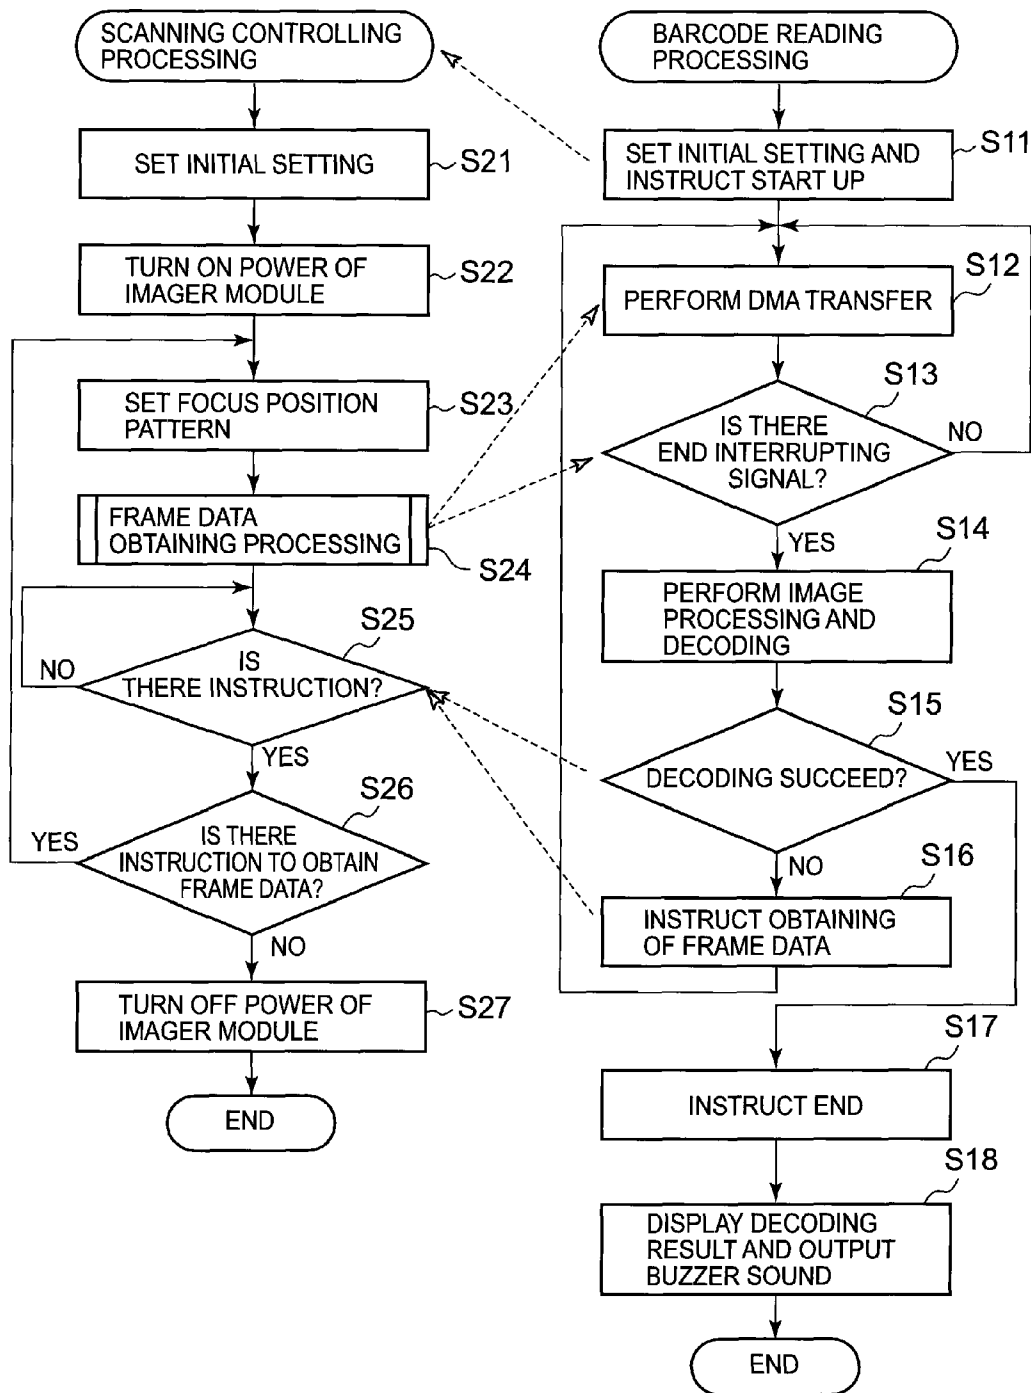 SCANNING CONTROLLING
PROCESSING
SET INITIAL SETTING
S21
TURN ON POWER OF
IMAGER MODULE
S22
SET FOCUS POSITION
PATTERN
S23
FRAME DATA
OBTAINING PROCESSING
S24
IS
THERE INSTRUCTION?
S25
NO
YES
IS THERE
INSTRUCTION TO OBTAIN
FRAME DATA?
S26
YES
NO
TURN OFF POWER OF
IMAGER MODULE
S27
END
BARCODE READING
PROCESSING
SET INITIAL SETTING AND
INSTRUCT START UP
S11
PERFORM DMA TRANSFER
S12
IS THERE
END INTERRUPTING
SIGNAL?
S13
NO
YES
PERFORM IMAGE
PROCESSING AND
DECODING
S14
DECODING SUCCEED?
S15
YES
NO
INSTRUCT OBTAINING
OF FRAME DATA
S16
INSTRUCT END
S17
DISPLAY DECODING
RESULT AND OUTPUT
BUZZER SOUND
S18
END